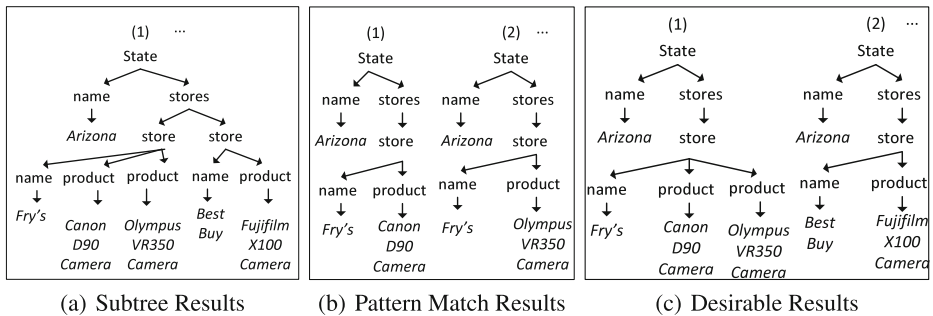 (1) ...
State
name stores
Arizona store store
name product product name product
Fry's Canon D90 Camera Olympus VR350 Camera Best Buy Fujifilm X100 Camera
(a) Subtree Results
(1) (2) ...
State State
name stores name stores
Arizona store Arizona store
name product name product
Fry's Canon D90 Camera Fry's Olympus VR350 Camera
(b) Pattern Match Results
(1) (2) ...
State State
name stores name stores
Arizona store Arizona store
name product product name product
Fry's Canon D90 Camera Olympus VR350 Camera Best Buy Fujifilm X100 Camera
(c) Desirable Results